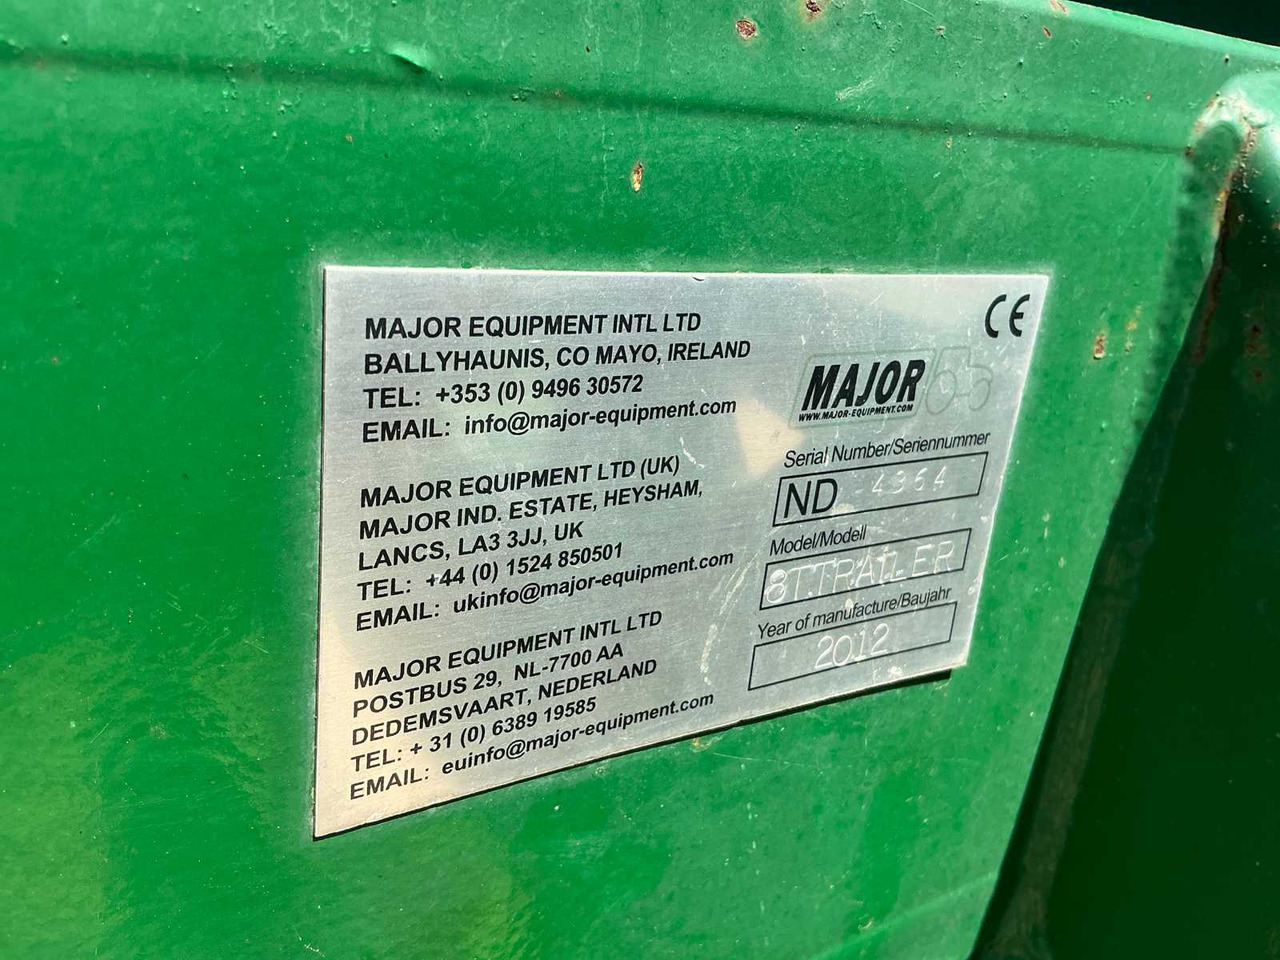 MAJOR EQUIPMENT INTL LTD
BALLYHAUNIS, CO MAYO, IRELAND
TEL: +353 (0) 9496 30572
EMAIL: info@major-equipment.com
MAJOR EQUIPMENT LTD (UK)
MAJOR IND. ESTATE, HEYSHAM,
LANCS, LA3 3JJ, UK
TEL: +44 (0) 1524 850501
EMAIL: ukinfo@major-equipment.com
MAJOR EQUIPMENT INTL LTD
POSTBUS 29, NL-7700 AA
DEDEMSVAART, NEDERLAND
TEL: + 31 (0) 6389 19585
EMAIL: euinfo@major-equipment.com
CE
MAJOR
WWW.MAJOR-EQUIPMENT.COM
Serial Number/Seriennummer
ND
Model/Modell
8T.TRAILER
Year of manufacture/Baujahr
2012